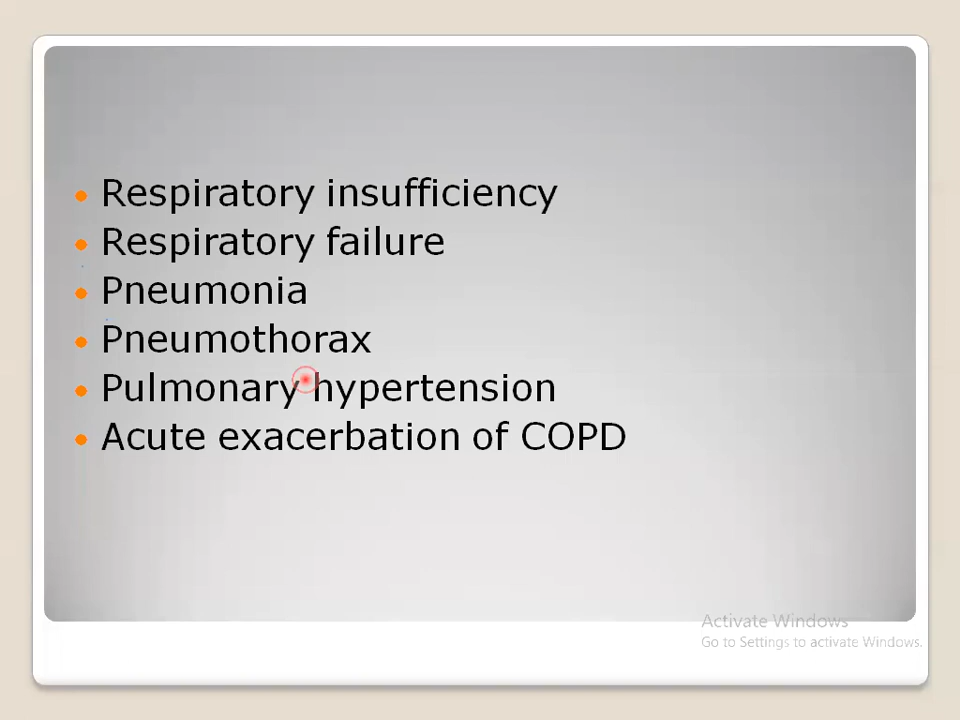 Respiratory insufficiency
Respiratory failure
Pneumonia
Pneumothorax
Pulmonary hypertension
Acute exacerbation of COPD
Activate Windows
Go to Settings to activate Windows.